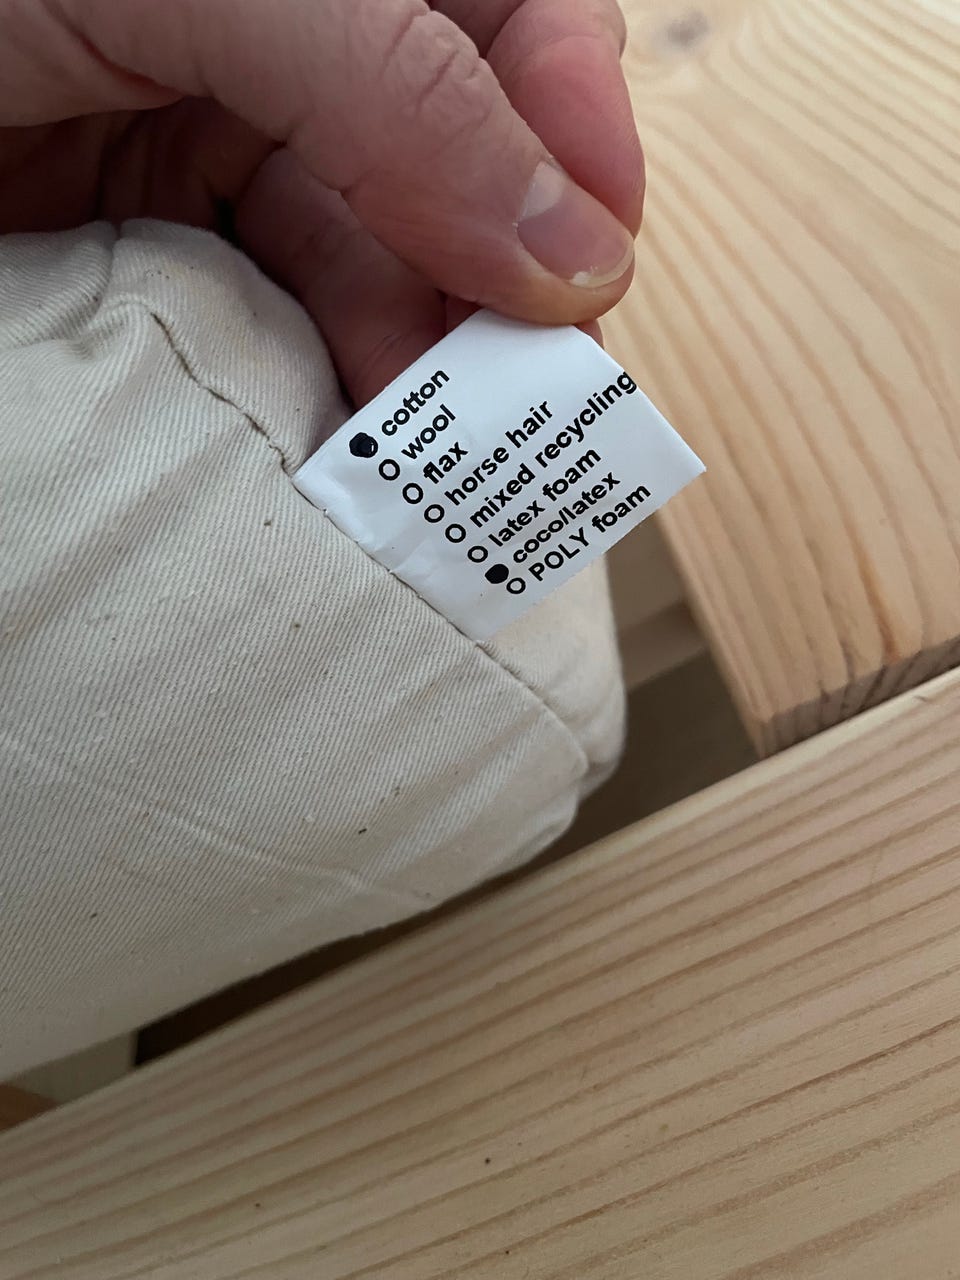 ● cotton
○ wool
○ flax
○ horse hair
○ mixed recycling
○ latex foam
● coco/latex
○ POLY foam